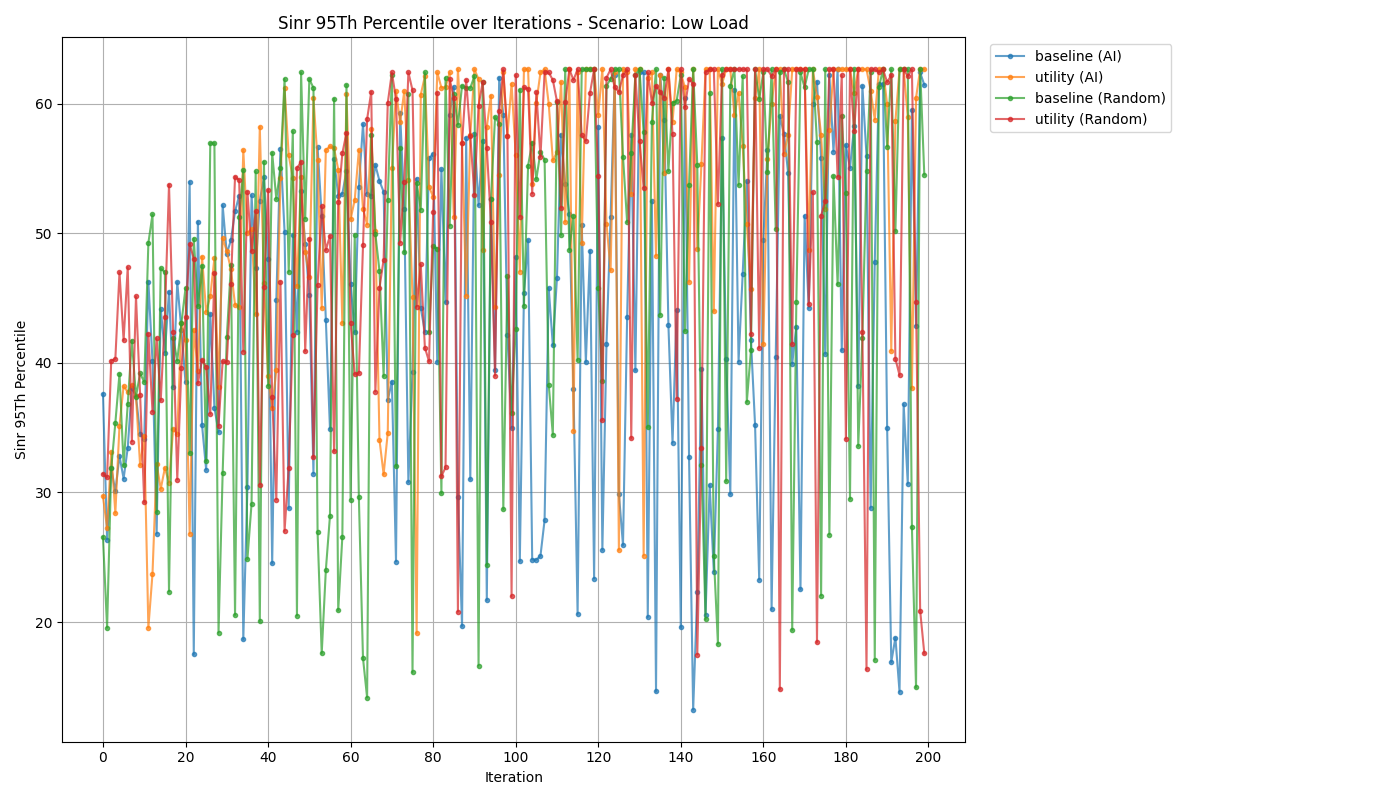 Sinr 95Th Percentile over Iterations - Scenario: Low Load
baseline (AI)
utility (AI)
baseline (Random)
utility (Random)
Sinr 95Th Percentile
60
50
40
30
20
0 20 40 60 80 100 120 140 160 180 200
Iteration